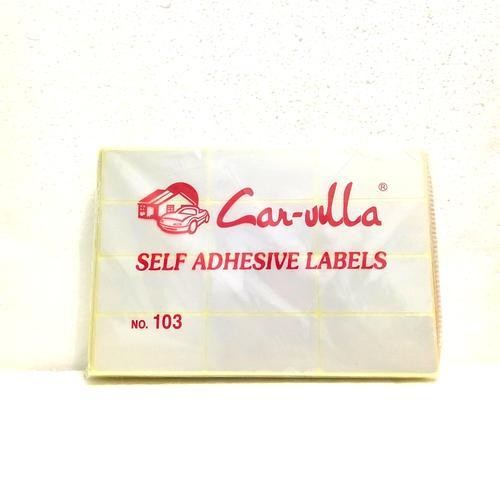 Car-villa ®
SELF ADHESIVE LABELS
NO. 103